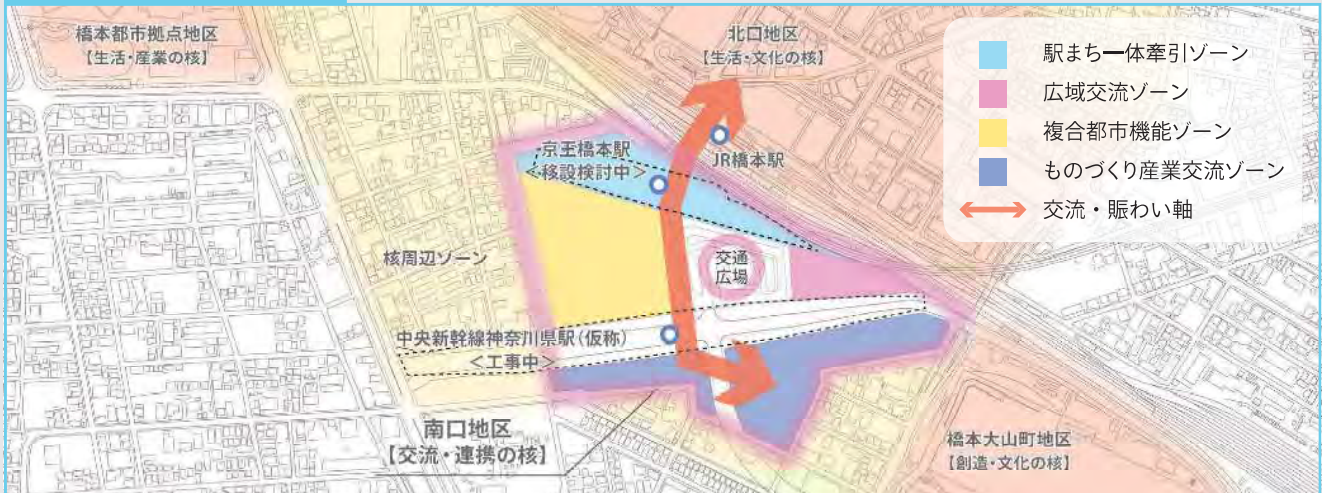 橋本都市拠点地区
【生活・産業の核】
北口地区
【生活・文化の核】
駅まち一体牽引ゾーン
広域交流ゾーン
複合都市機能ゾーン
ものづくり産業交流ゾーン
交流・賑わい軸
京王橋本駅
<移設検討中>
JR橋本駅
核周辺ゾーン
交通
広場
中央新幹線神奈川県駅(仮称)
<工事中>
南口地区
【交流・連携の核】
橋本大山町地区
【創造・文化の核】